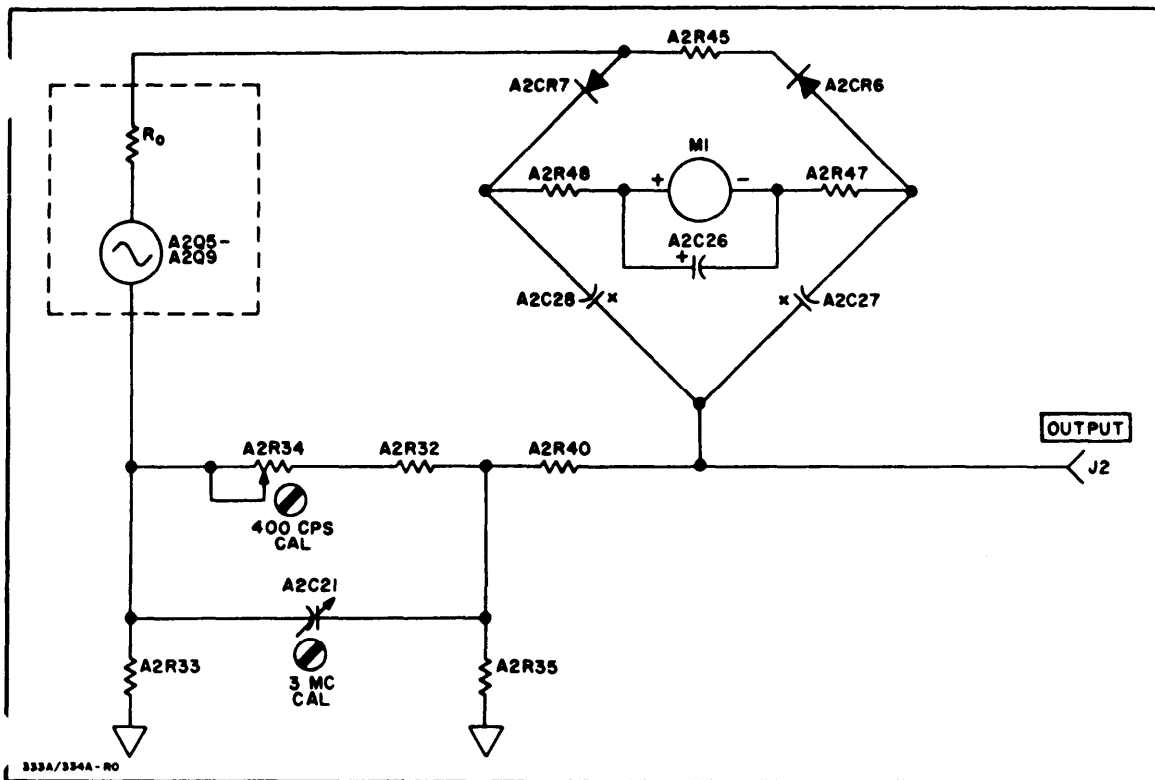 A2R45
A2CR7
A2CR6
R₀
M1
A2R48
+
-
A2R47
A2Q5-
A2Q9
A2C26
+
A2C28
x
x
A2C27
A2R34
A2R32
A2R40
OUTPUT
J2
400 CPS
CAL
A2C21
A2R33
3 MC
CAL
A2R35
333A/334A-RO